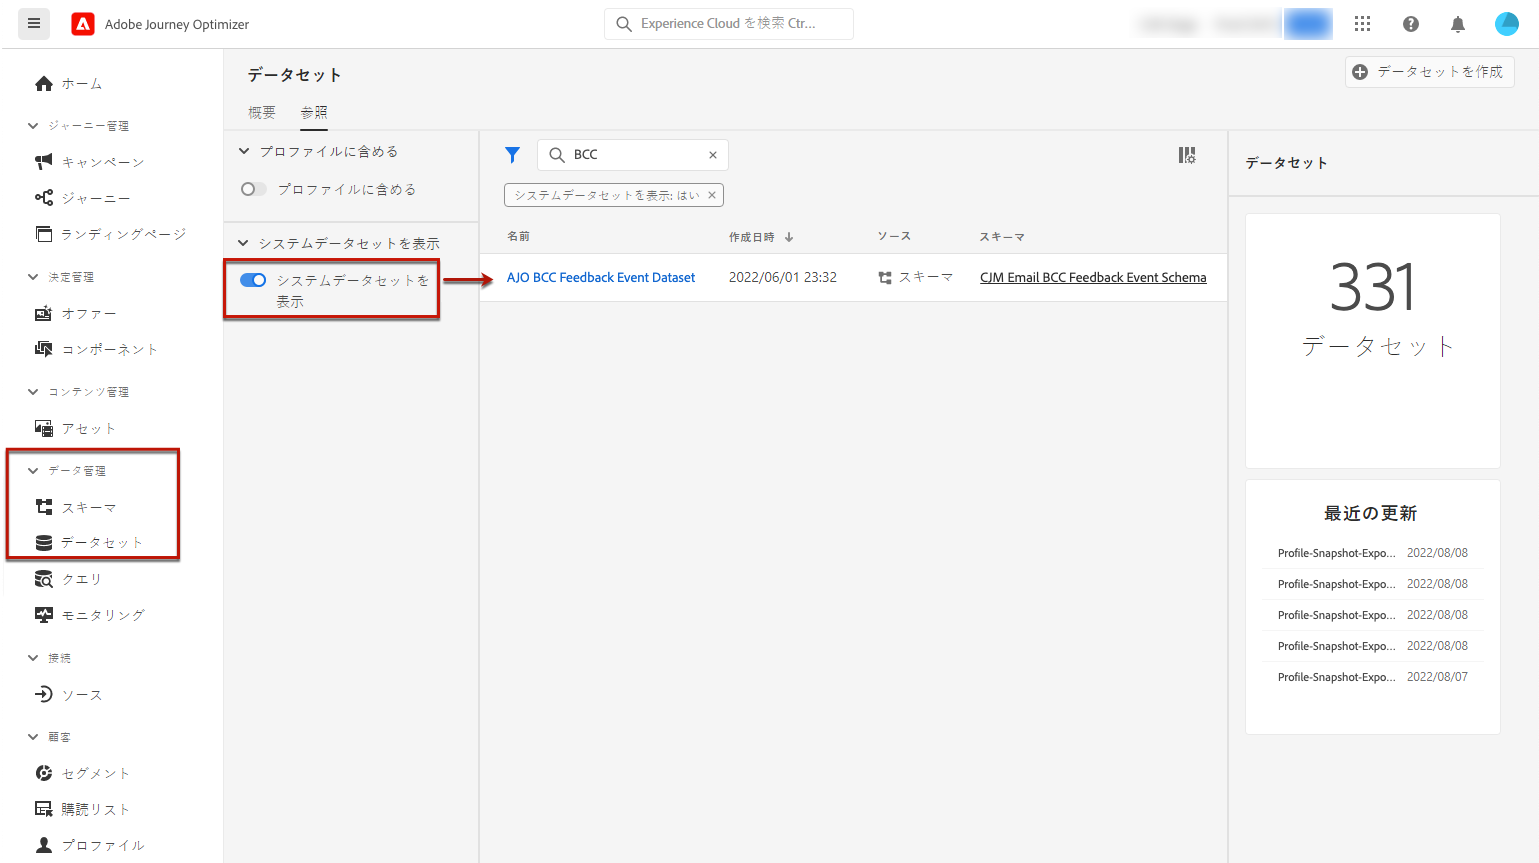 Adobe Journey Optimizer
Experience Cloud を検索 Ctr...
ホーム
ジャーニー管理
キャンペーン
ジャーニー
ランディングページ
決定管理
オファー
コンポーネント
コンテンツ管理
アセット
データ管理
スキーマ
データセット
クエリ
モニタリング
接続
ソース
顧客
セグメント
購読リスト
プロファイル
データセット
データセットを作成
概要 参照
プロファイルに含める
プロファイルに含める
システムデータセットを表示
システムデータセットを
表示
BCC
システムデータセットを表示: はい
名前 作成日時 ソース スキーマ
AJO BCC Feedback Event Dataset 2022/06/01 23:32 スキーマ CJM Email BCC Feedback Event Schema
データセット
331
データセット
最近の更新
Profile-Snapshot-Expo... 2022/08/08
Profile-Snapshot-Expo... 2022/08/08
Profile-Snapshot-Expo... 2022/08/08
Profile-Snapshot-Expo... 2022/08/08
Profile-Snapshot-Expo... 2022/08/07